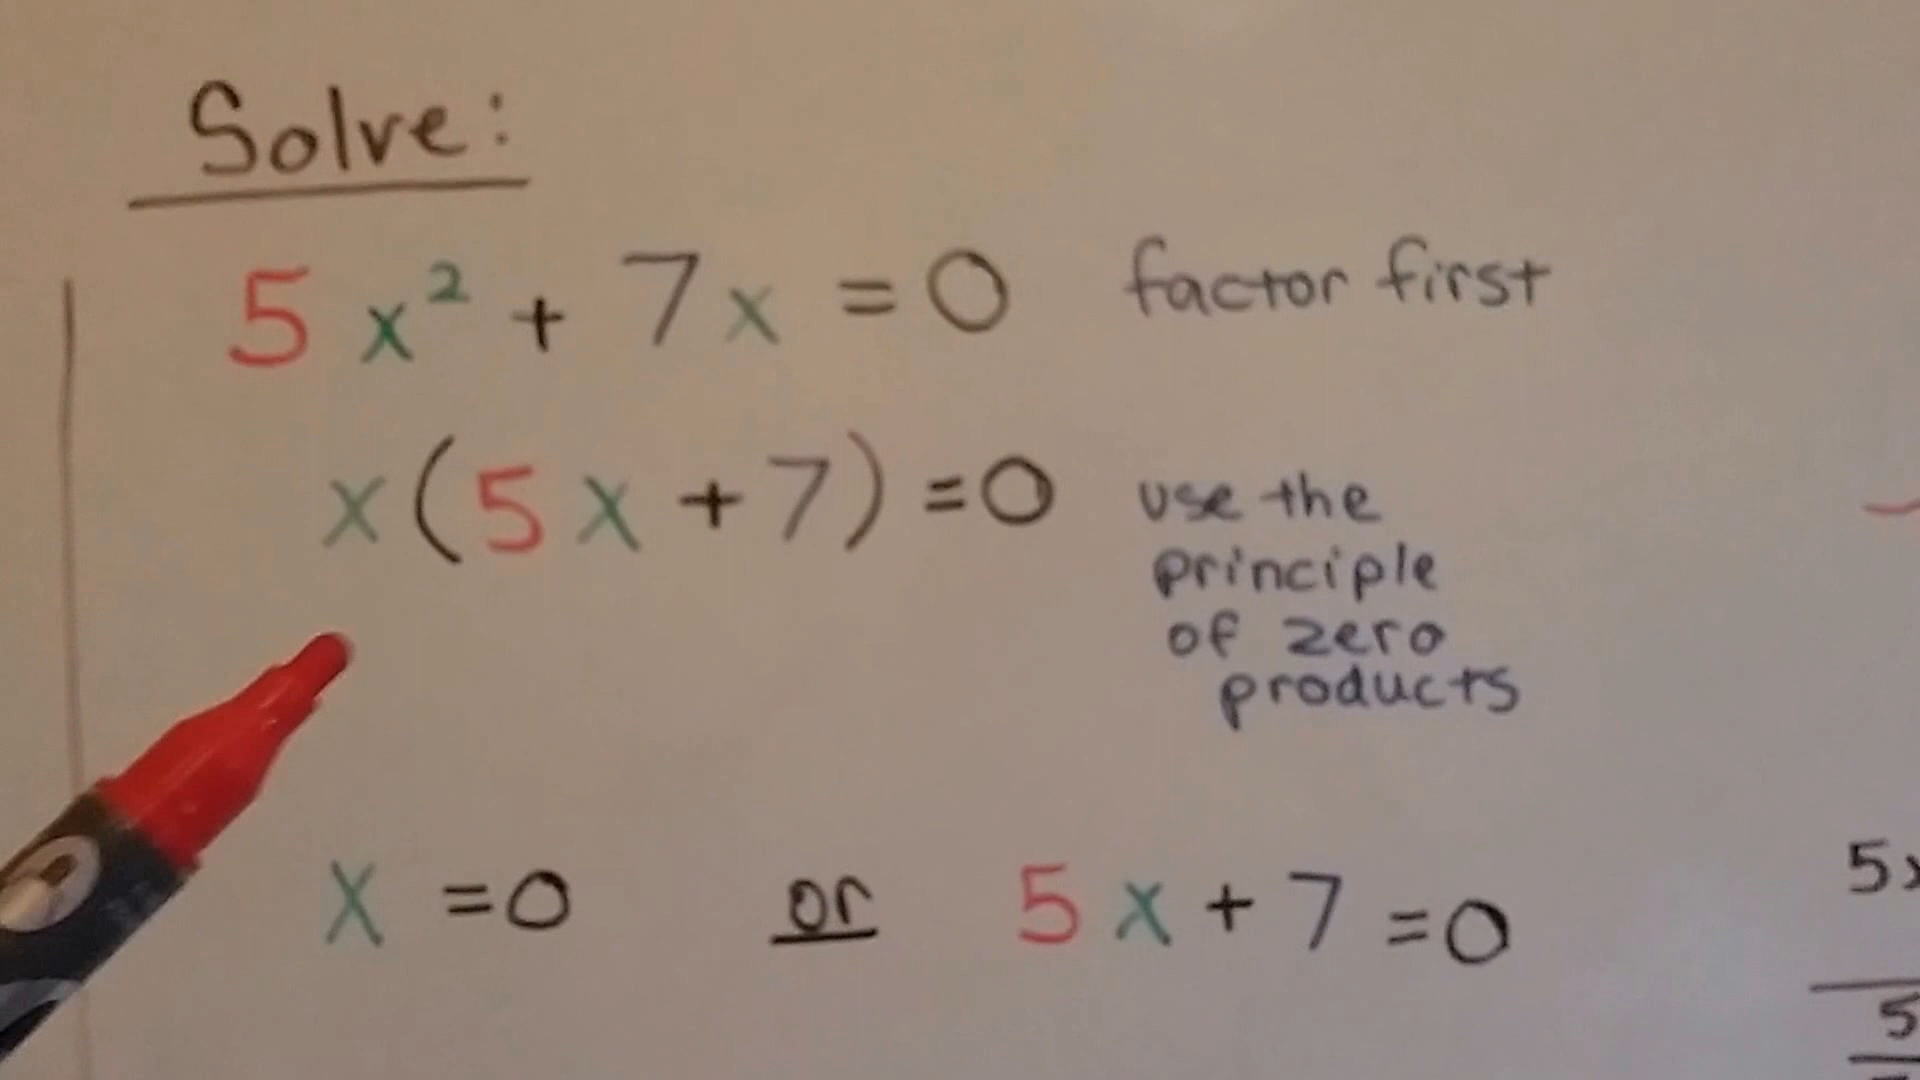 Solve:
5x² + 7x = 0 factor first
x(5x + 7) = 0 use the
principle
of zero
products
x = 0 or 5x + 7 = 0
5